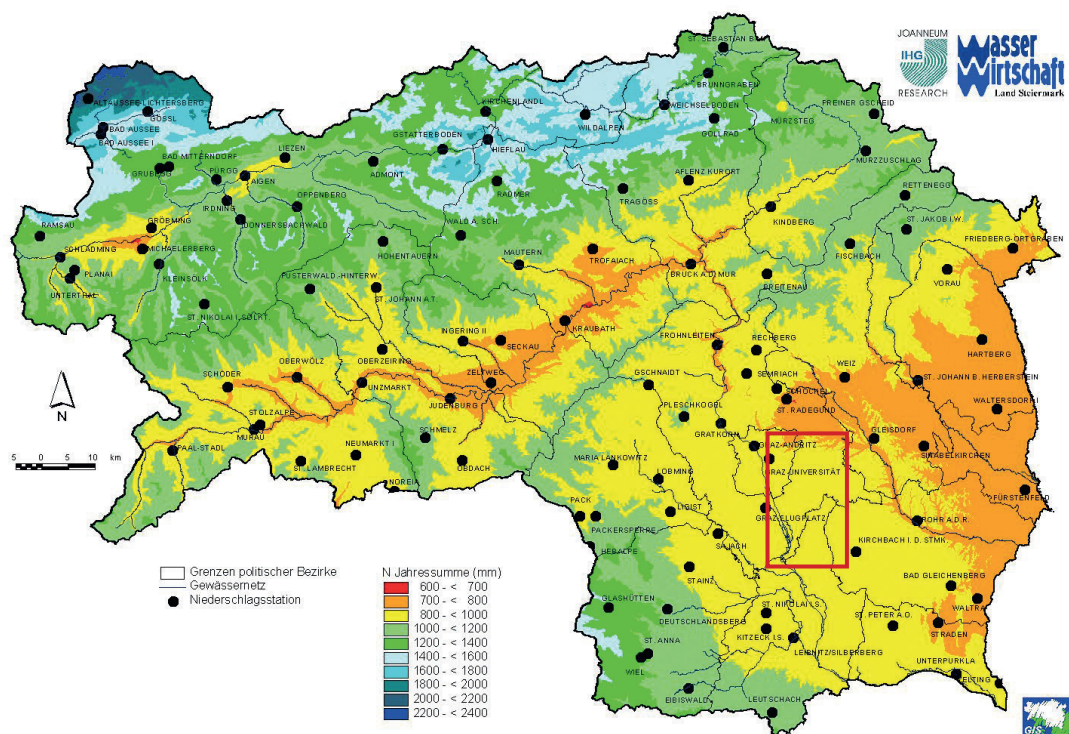 JOANNEUM
IHG
RESEARCH
Wasser
Wirtschaft
Land Steiermark
ALTAUSSEE-LICHTERSBERG
GÖSSL
BAD AUSSEE
BAD AUSSEE I
BRUNNGRABEN
WEICHSELBODEN
WILDALPEN
GOLLRAD
FREINER GSCHEID
MÜRZSTEG
MÜRZZUSCHLAG
GSTATTERBODEN
HIEFLAU
RADMER
LIEZEN
ADMONT
BAD MITTERNDORF
PÜRGG
AIGEN
IRDNING
OPPENBERG
DONNERSBACHWALD
WALD A. SCH.
TRAGÖSS
AFLENZ KURORT
KINDBERG
RETTENEGG
ST. JAKOB I.W.
FRIEDBERG-ORTGRABEN
FISCHBACH
VORAU
RAMSAU
GRÖBMING
SCHLADMING
MICHAELERBERG
PLANAI
UNTERTHAL
KLEINSÖLK
HOHENTAUERN
MAUTERN
TROFAIACH
BRUCK A.D.MUR
BREITENAU
PUSTERWALD-HINTERW.
ST. JOHANN A.T.
ST. NIKOLAI I. SÖLKT.
INGERING II
SECKAU
KRAUBATH
FROHNLEITEN
RECHBERG
HARTBERG
OBERWÖLZ
OBERZEIRING
SCHÖDER
UNZMARKT
ZELTWEG
JUDENBURG
GSCHNAIDT
SEMRIACH
SCHÖCKEL
ST. RADEGUND
WEIZ
ST. JOHANN B. HERBERSTEIN
WALTERSDORF I
STOLZALPE
MURAU
PAAL-STADL
NEUMARKT I
SCHMELZ
ST. LAMBRECHT
OBDACH
NOREIA
PLESCHKOGEL
GRATKORN
GLEISDORF
GRAZ-ANDRITZ
GRAZ-UNIVERSITÄT
SINABELKIRCHEN
FÜRSTENFELD
MARIA LANKOWITZ
LOBMING
PACK
PACKERSPERRE
LIGIST
GRAZ-FLUGPLATZ
ROHR A.D.R.
HEBALPE
SAJACH
KIRCHBACH I. D. STMK.
STAINZ
BAD GLEICHENBERG
GLASHÜTTEN
DEUTSCHLANDSBERG
ST. NIKOLAI I.S.
ST. PETER A.O.
WALTRA
STRADEN
ST. ANNA
KITZECK I.S.
LEIBNITZ/SILBERBERG
WIEL
UNTERPURKLA
EIBISWALD
LEUTSCHACH
N
5 0 5 10 km
Grenzen politischer Bezirke
Gewässernetz
Niederschlagsstation
N Jahressumme (mm)
600 - < 700
700 - < 800
800 - < 1000
1000 - < 1200
1200 - < 1400
1400 - < 1600
1600 - < 1800
1800 - < 2000
2000 - < 2200
2200 - < 2400
GIS